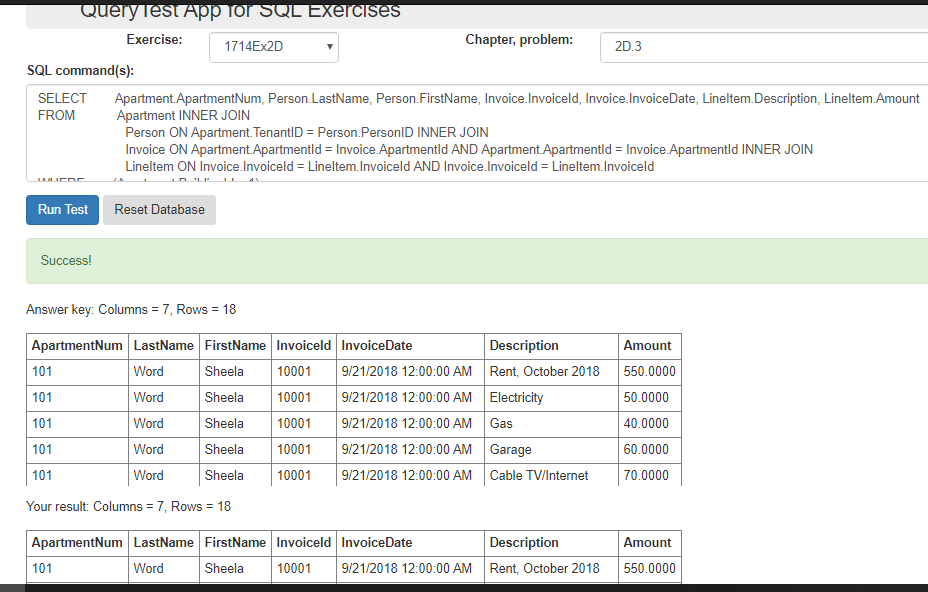 QueryTest App for SQL Exercises
Exercise: 1714Ex2D Chapter, problem: 2D.3
SQL command(s):
SELECT Apartment.ApartmentNum, Person.LastName, Person.FirstName, Invoice.InvoiceId, Invoice.InvoiceDate, LineItem.Description, LineItem.Amount
FROM Apartment INNER JOIN
Person ON Apartment.TenantID = Person.PersonID INNER JOIN
Invoice ON Apartment.ApartmentId = Invoice.ApartmentId AND Apartment.ApartmentId = Invoice.ApartmentId INNER JOIN
LineItem ON Invoice.InvoiceId = LineItem.InvoiceId AND Invoice.InvoiceId = LineItem.InvoiceId
WHERE
Run Test Reset Database
Success!
Answer key: Columns = 7, Rows = 18
ApartmentNum LastName FirstName InvoiceId InvoiceDate Description Amount
101 Word Sheela 10001 9/21/2018 12:00:00 AM Rent, October 2018 550.0000
101 Word Sheela 10001 9/21/2018 12:00:00 AM Electricity 50.0000
101 Word Sheela 10001 9/21/2018 12:00:00 AM Gas 40.0000
101 Word Sheela 10001 9/21/2018 12:00:00 AM Garage 60.0000
101 Word Sheela 10001 9/21/2018 12:00:00 AM Cable TV/Internet 70.0000
Your result: Columns = 7, Rows = 18
ApartmentNum LastName FirstName InvoiceId InvoiceDate Description Amount
101 Word Sheela 10001 9/21/2018 12:00:00 AM Rent, October 2018 550.0000